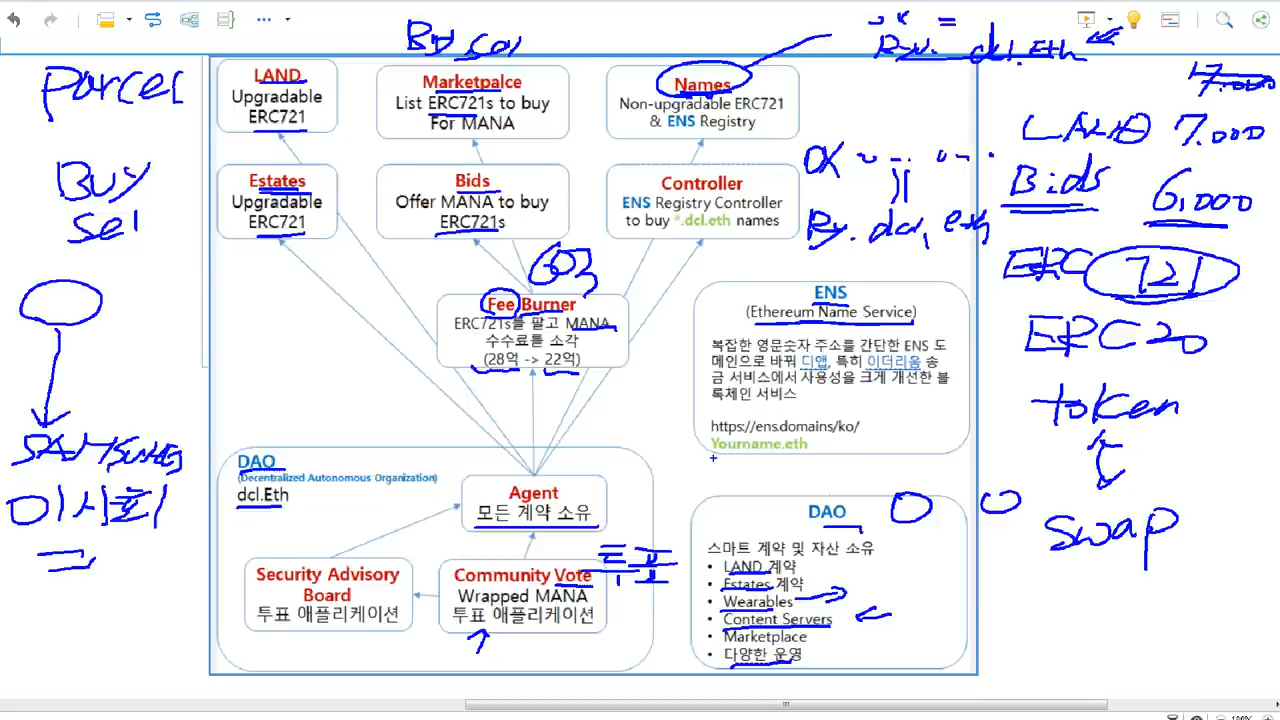 Parcel
Buy
Sel
SAMSUNG
이사회
Buy Sel
Ry. dcl.Eth
LAND 7.000
Bids 6,000
ERC 721
ERC 20
token
swap
Ry. dcl, eth
LAND
Upgradable
ERC721
Marketpalce
List ERC721s to buy
For MANA
Names
Non-upgradable ERC721
& ENS Registry
Estates
Upgradable
ERC721
Bids
Offer MANA to buy
ERC721s
Controller
ENS Registry Controller
to buy *.dcl.eth names
Fee Burner
ERC721s를 팔고 MANA
수수료를 소각
(28억 -> 22억)
ENS
(Ethereum Name Service)
복잡한 영문숫자 주소를 간단한 ENS 도
메인으로 바꿔 디앱, 특히 이더리움 송
금 서비스에서 사용성을 크게 개선한 블
록체인 서비스
https://ens.domains/ko/
Yourname.eth
DAO
(Decentralized Autonomous Organization)
dcl.Eth
Agent
모든 계약 소유
Security Advisory
Board
투표 애플리케이션
Community Vote
Wrapped MANA
투표 애플리케이션
투표
DAO
스마트 계약 및 자산 소유
• LAND 계약
• Estates 계약
• Wearables
• Content Servers
• Marketplace
• 다양한 운영
100%